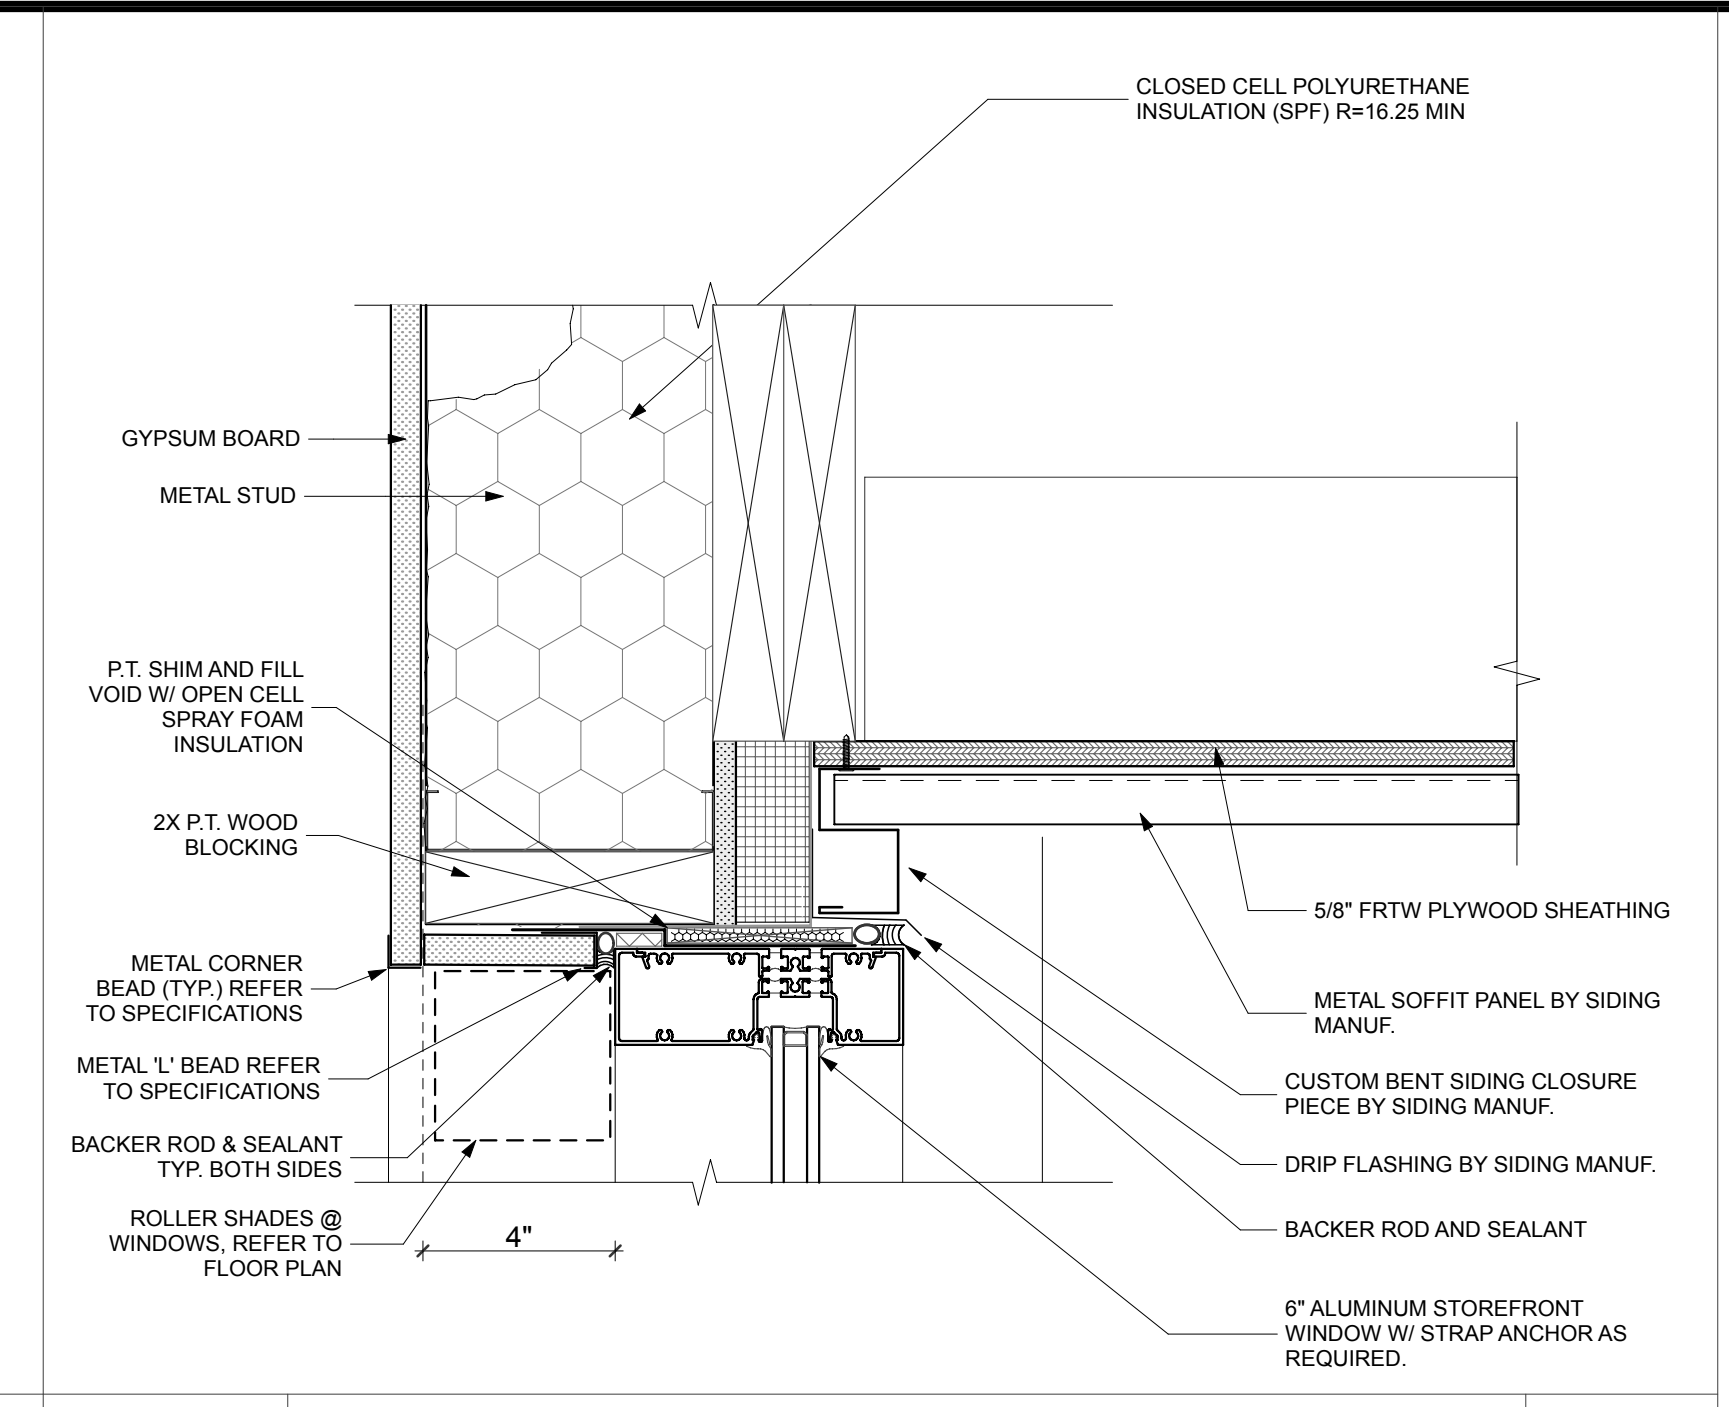 CLOSED CELL POLYURETHANE
INSULATION (SPF) R=16.25 MIN
GYPSUM BOARD
METAL STUD
P.T. SHIM AND FILL
VOID W/ OPEN CELL
SPRAY FOAM
INSULATION
2X P.T. WOOD
BLOCKING
METAL CORNER
BEAD (TYP.) REFER
TO SPECIFICATIONS
METAL 'L' BEAD REFER
TO SPECIFICATIONS
BACKER ROD & SEALANT
TYP. BOTH SIDES
ROLLER SHADES @
WINDOWS, REFER TO
FLOOR PLAN
4"
5/8" FRTW PLYWOOD SHEATHING
METAL SOFFIT PANEL BY SIDING
MANUF.
CUSTOM BENT SIDING CLOSURE
PIECE BY SIDING MANUF.
DRIP FLASHING BY SIDING MANUF.
BACKER ROD AND SEALANT
6" ALUMINUM STOREFRONT
WINDOW W/ STRAP ANCHOR AS
REQUIRED.